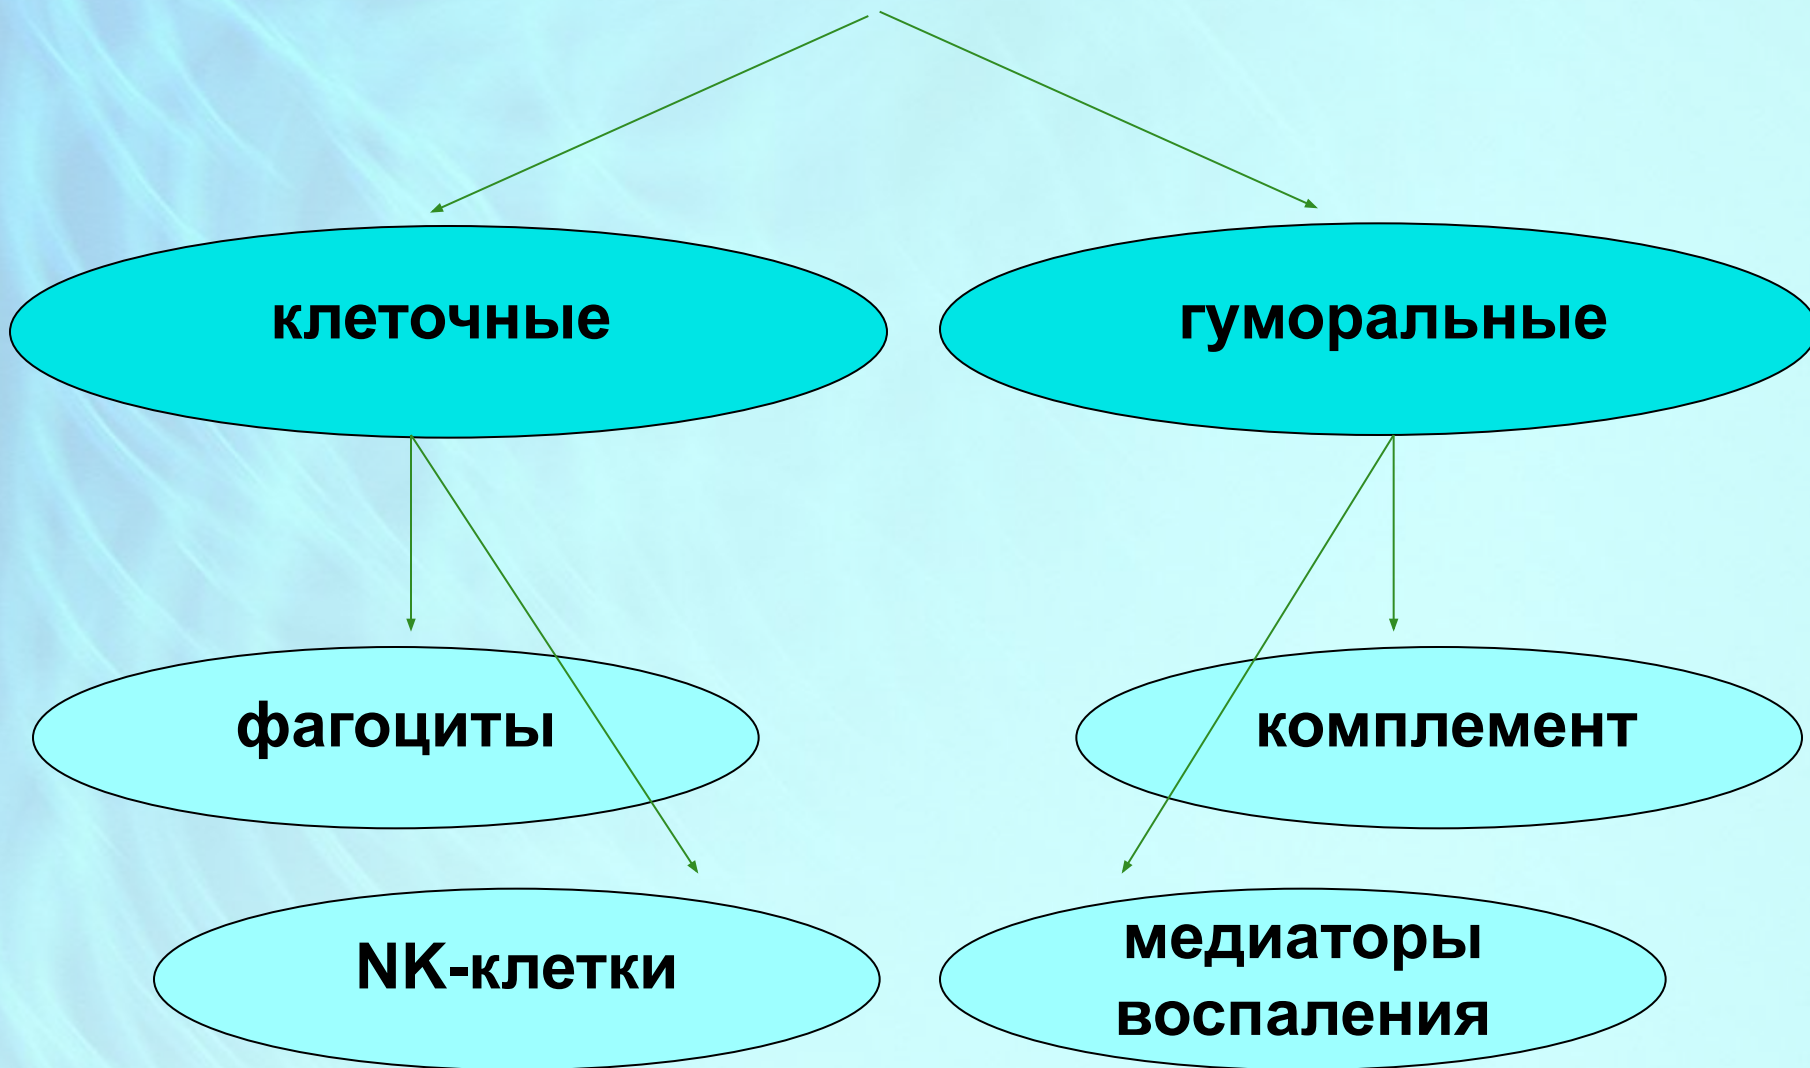 клеточные
гуморальные
фагоциты
комплемент
NK-клетки
медиаторы
воспаления